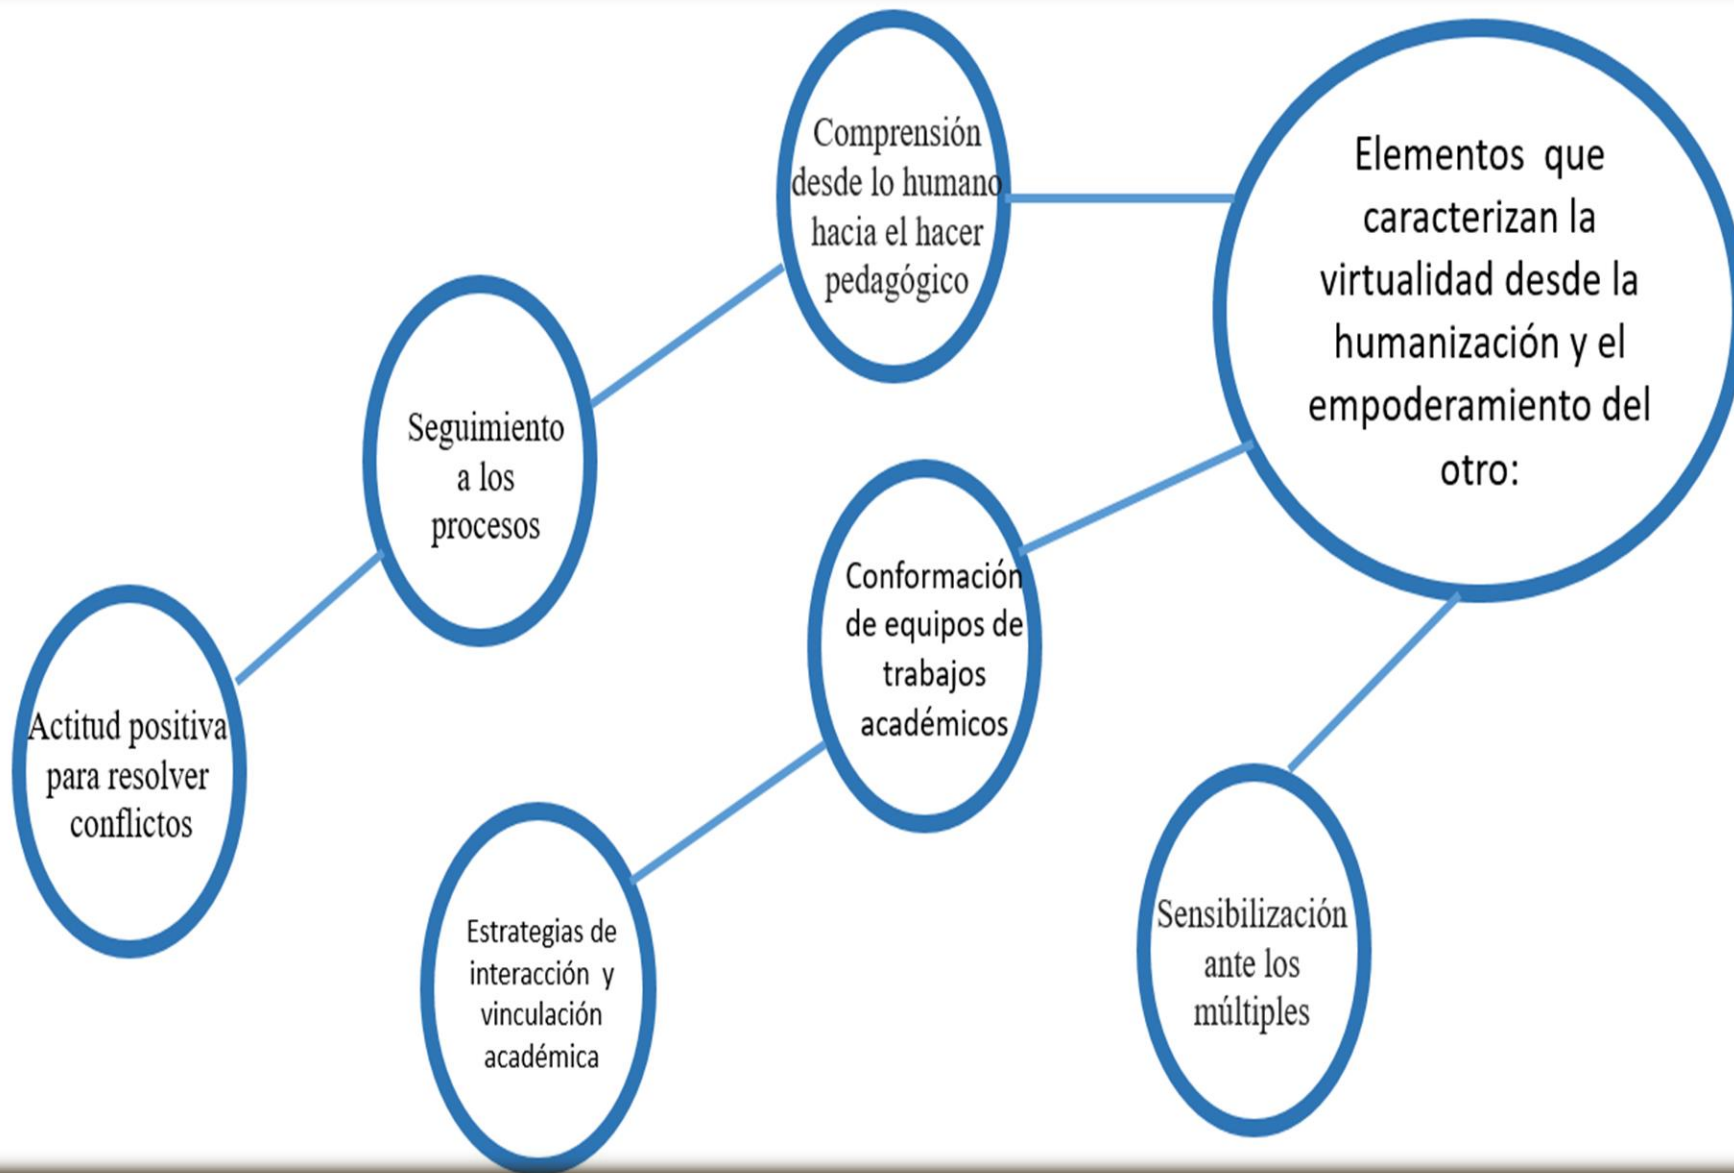 Elementos que
caracterizan la
virtualidad desde la
humanización y el
empoderamiento del
otro:
Comprensión
desde lo humano
hacia el hacer
pedagógico
Seguimiento
a los
procesos
Actitud positiva
para resolver
conflictos
Conformación
de equipos de
trabajos
académicos
Estrategias de
interacción y
vinculación
académica
Sensibilización
ante los
múltiples